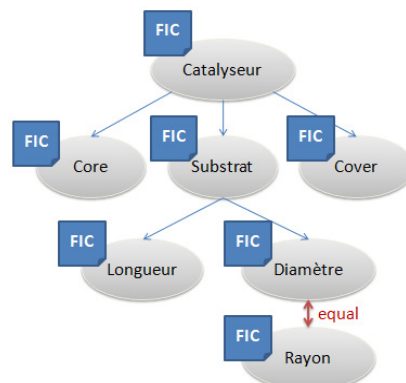 FIC
Catalyseur
FIC
Core
FIC
Substrat
FIC
Cover
FIC
Longueur
FIC
Diamètre
equal
FIC
Rayon